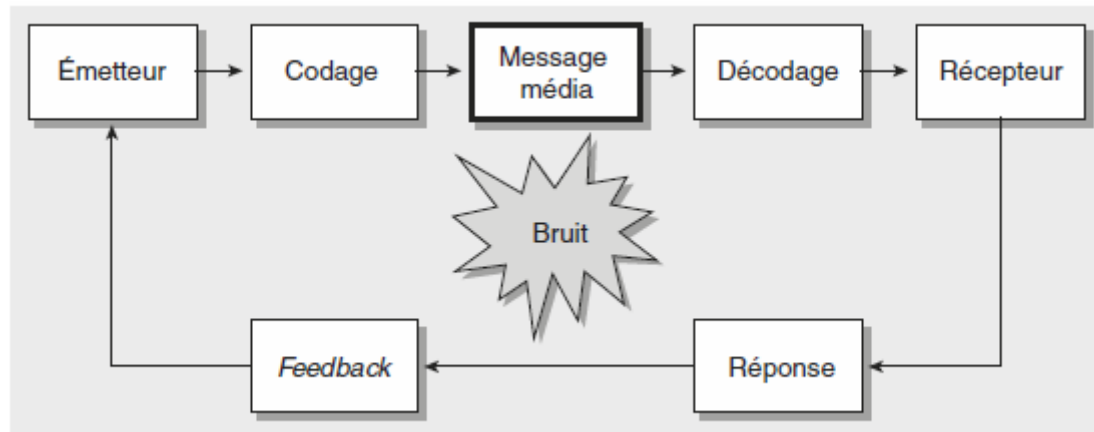 Émetteur
Codage
Message
média
Décodage
Récepteur
Bruit
Feedback
Réponse